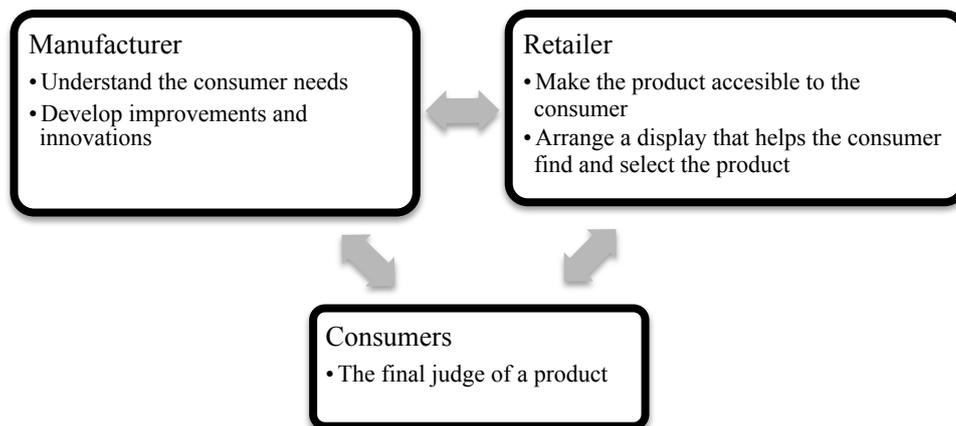 Manufacturer
• Understand the consumer needs
• Develop improvements and
innovations
Retailer
• Make the product accesible to the
consumer
• Arrange a display that helps the consumer
find and select the product
Consumers
• The final judge of a product